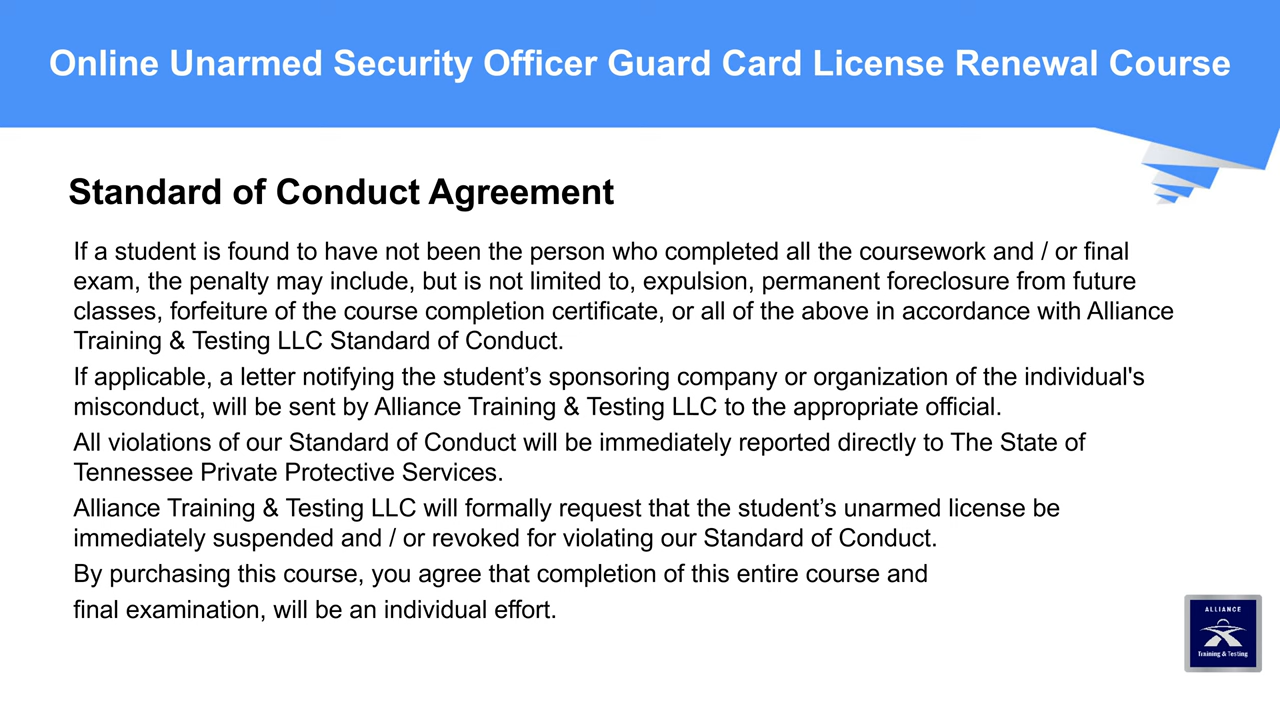 Online Unarmed Security Officer Guard Card License Renewal Course
Standard of Conduct Agreement
If a student is found to have not been the person who completed all the coursework and / or final
exam, the penalty may include, but is not limited to, expulsion, permanent foreclosure from future
classes, forfeiture of the course completion certificate, or all of the above in accordance with Alliance
Training & Testing LLC Standard of Conduct.
If applicable, a letter notifying the student’s sponsoring company or organization of the individual's
misconduct, will be sent by Alliance Training & Testing LLC to the appropriate official.
All violations of our Standard of Conduct will be immediately reported directly to The State of
Tennessee Private Protective Services.
Alliance Training & Testing LLC will formally request that the student’s unarmed license be
immediately suspended and / or revoked for violating our Standard of Conduct.
By purchasing this course, you agree that completion of this entire course and
final examination, will be an individual effort.
ALLIANCE
Training & Testing